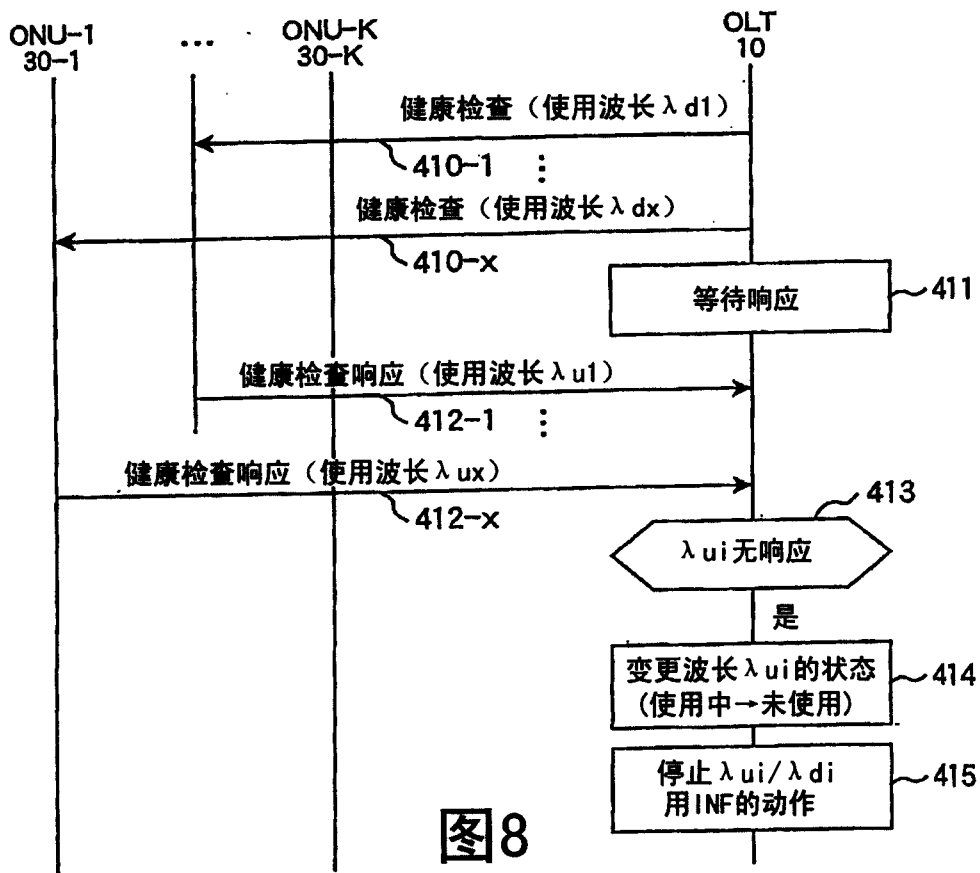 ONU-1
30-1
...
ONU-K
30-K
OLT
10
健康检查（使用波长λd1）
410-1
⋮
健康检查（使用波长λdx）
410-x
等待响应
411
健康检查响应（使用波长λu1）
412-1
⋮
健康检查响应（使用波长λux）
412-x
413
λui无响应
是
变更波长λui的状态
(使用中→未使用)
414
停止λui/λdi
用INF的动作
415
图8